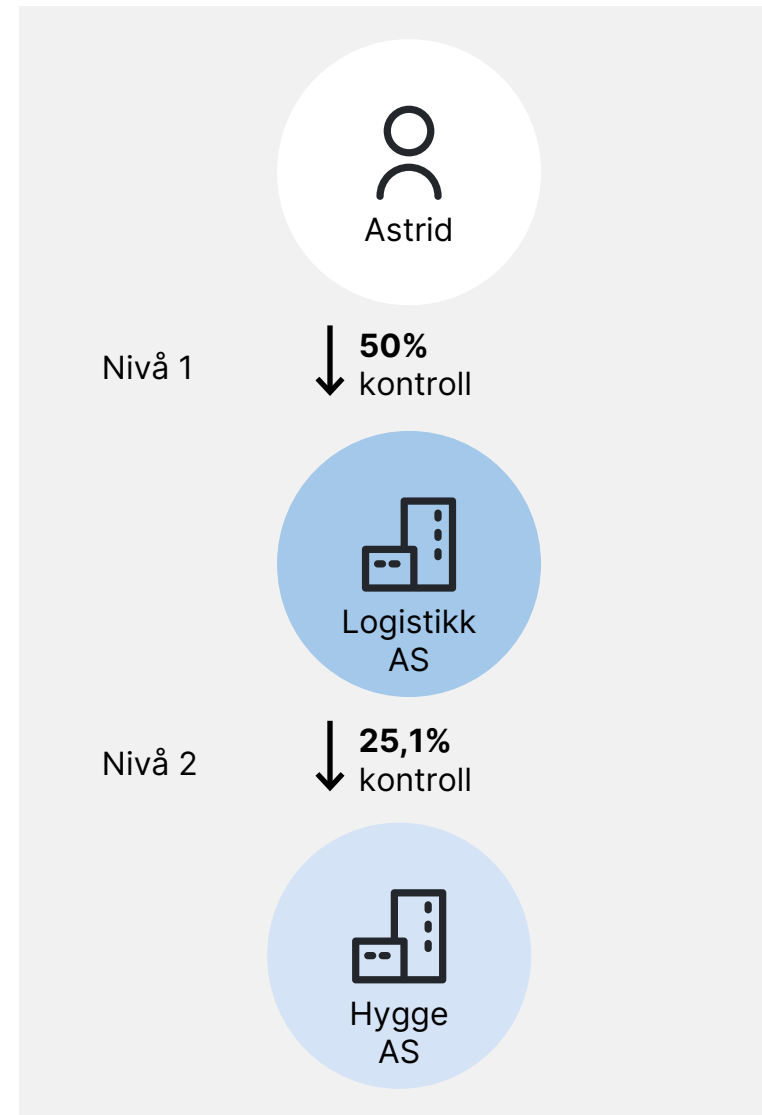 Astrid
Nivå 1
50%
kontroll
Logistikk
AS
Nivå 2
25,1%
kontroll
Hygge
AS